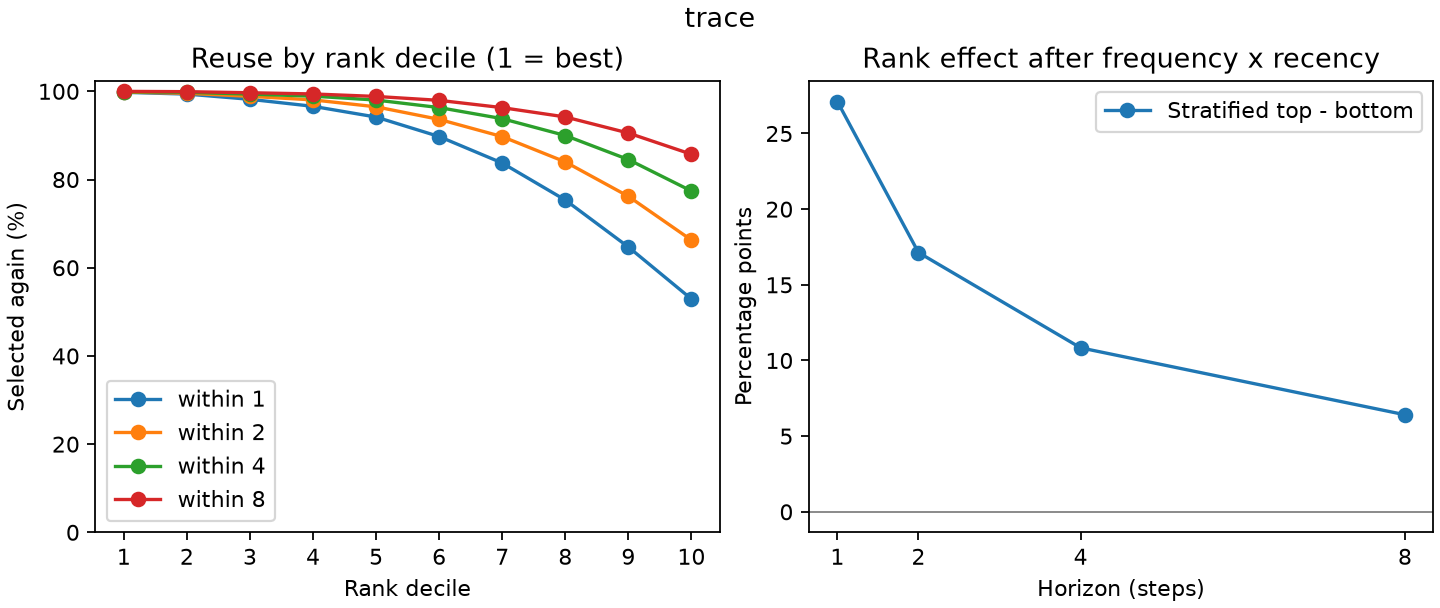 trace
Reuse by rank decile (1 = best)
Selected again (%)
100
80
60
40
20
0
within 1
within 2
within 4
within 8
1 2 3 4 5 6 7 8 9 10
Rank decile
Rank effect after frequency x recency
Percentage points
25
20
15
10
5
0
Stratified top - bottom
1 2 4 8
Horizon (steps)